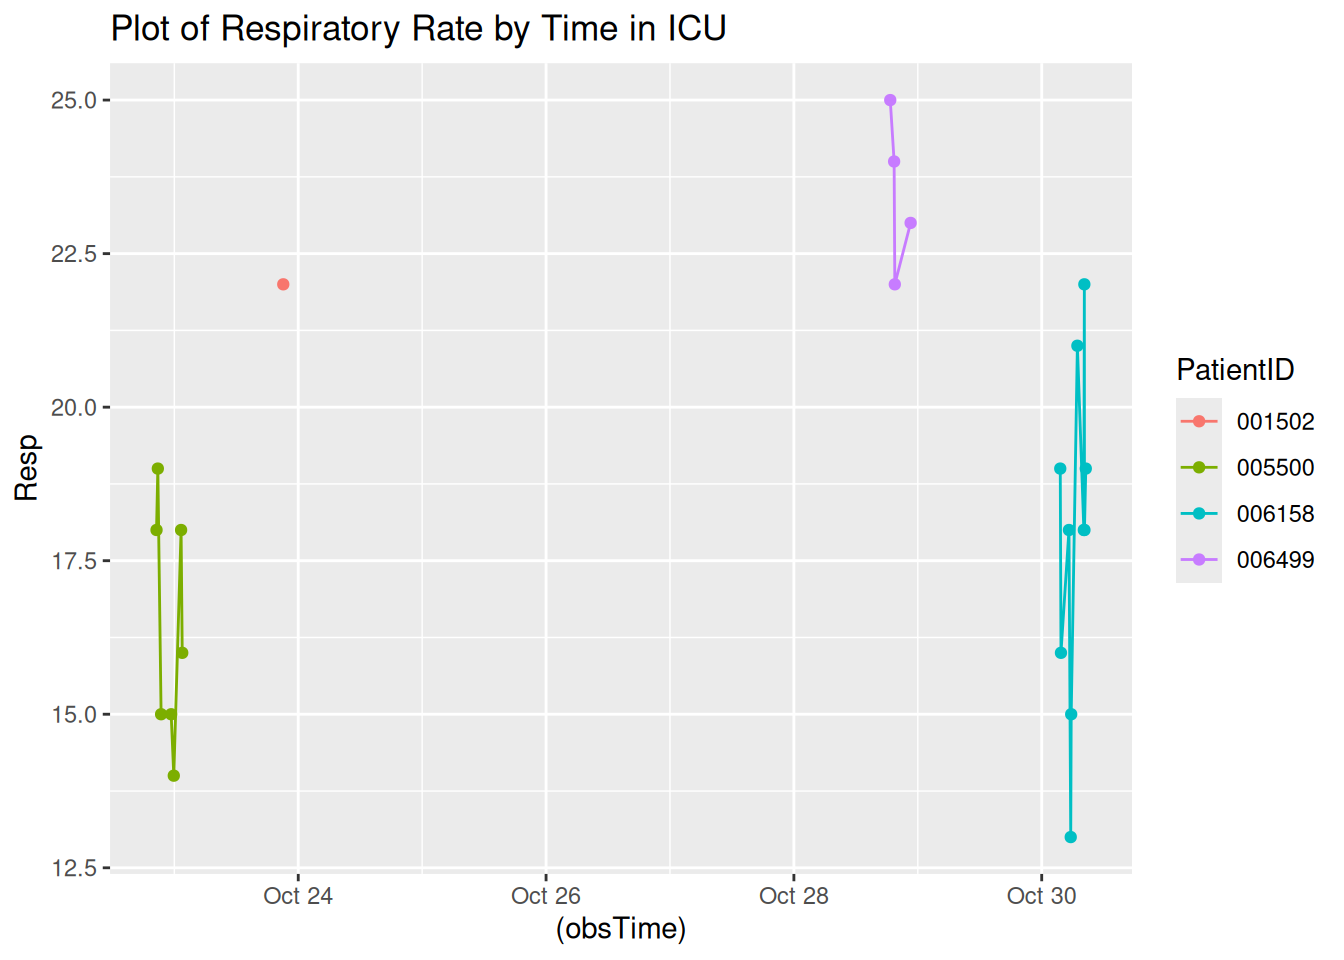 Plot of Respiratory Rate by Time in ICU
25.0
22.5
20.0
17.5
15.0
12.5
Resp
Oct 24 Oct 26 Oct 28 Oct 30
(obsTime)
PatientID
001502
005500
006158
006499